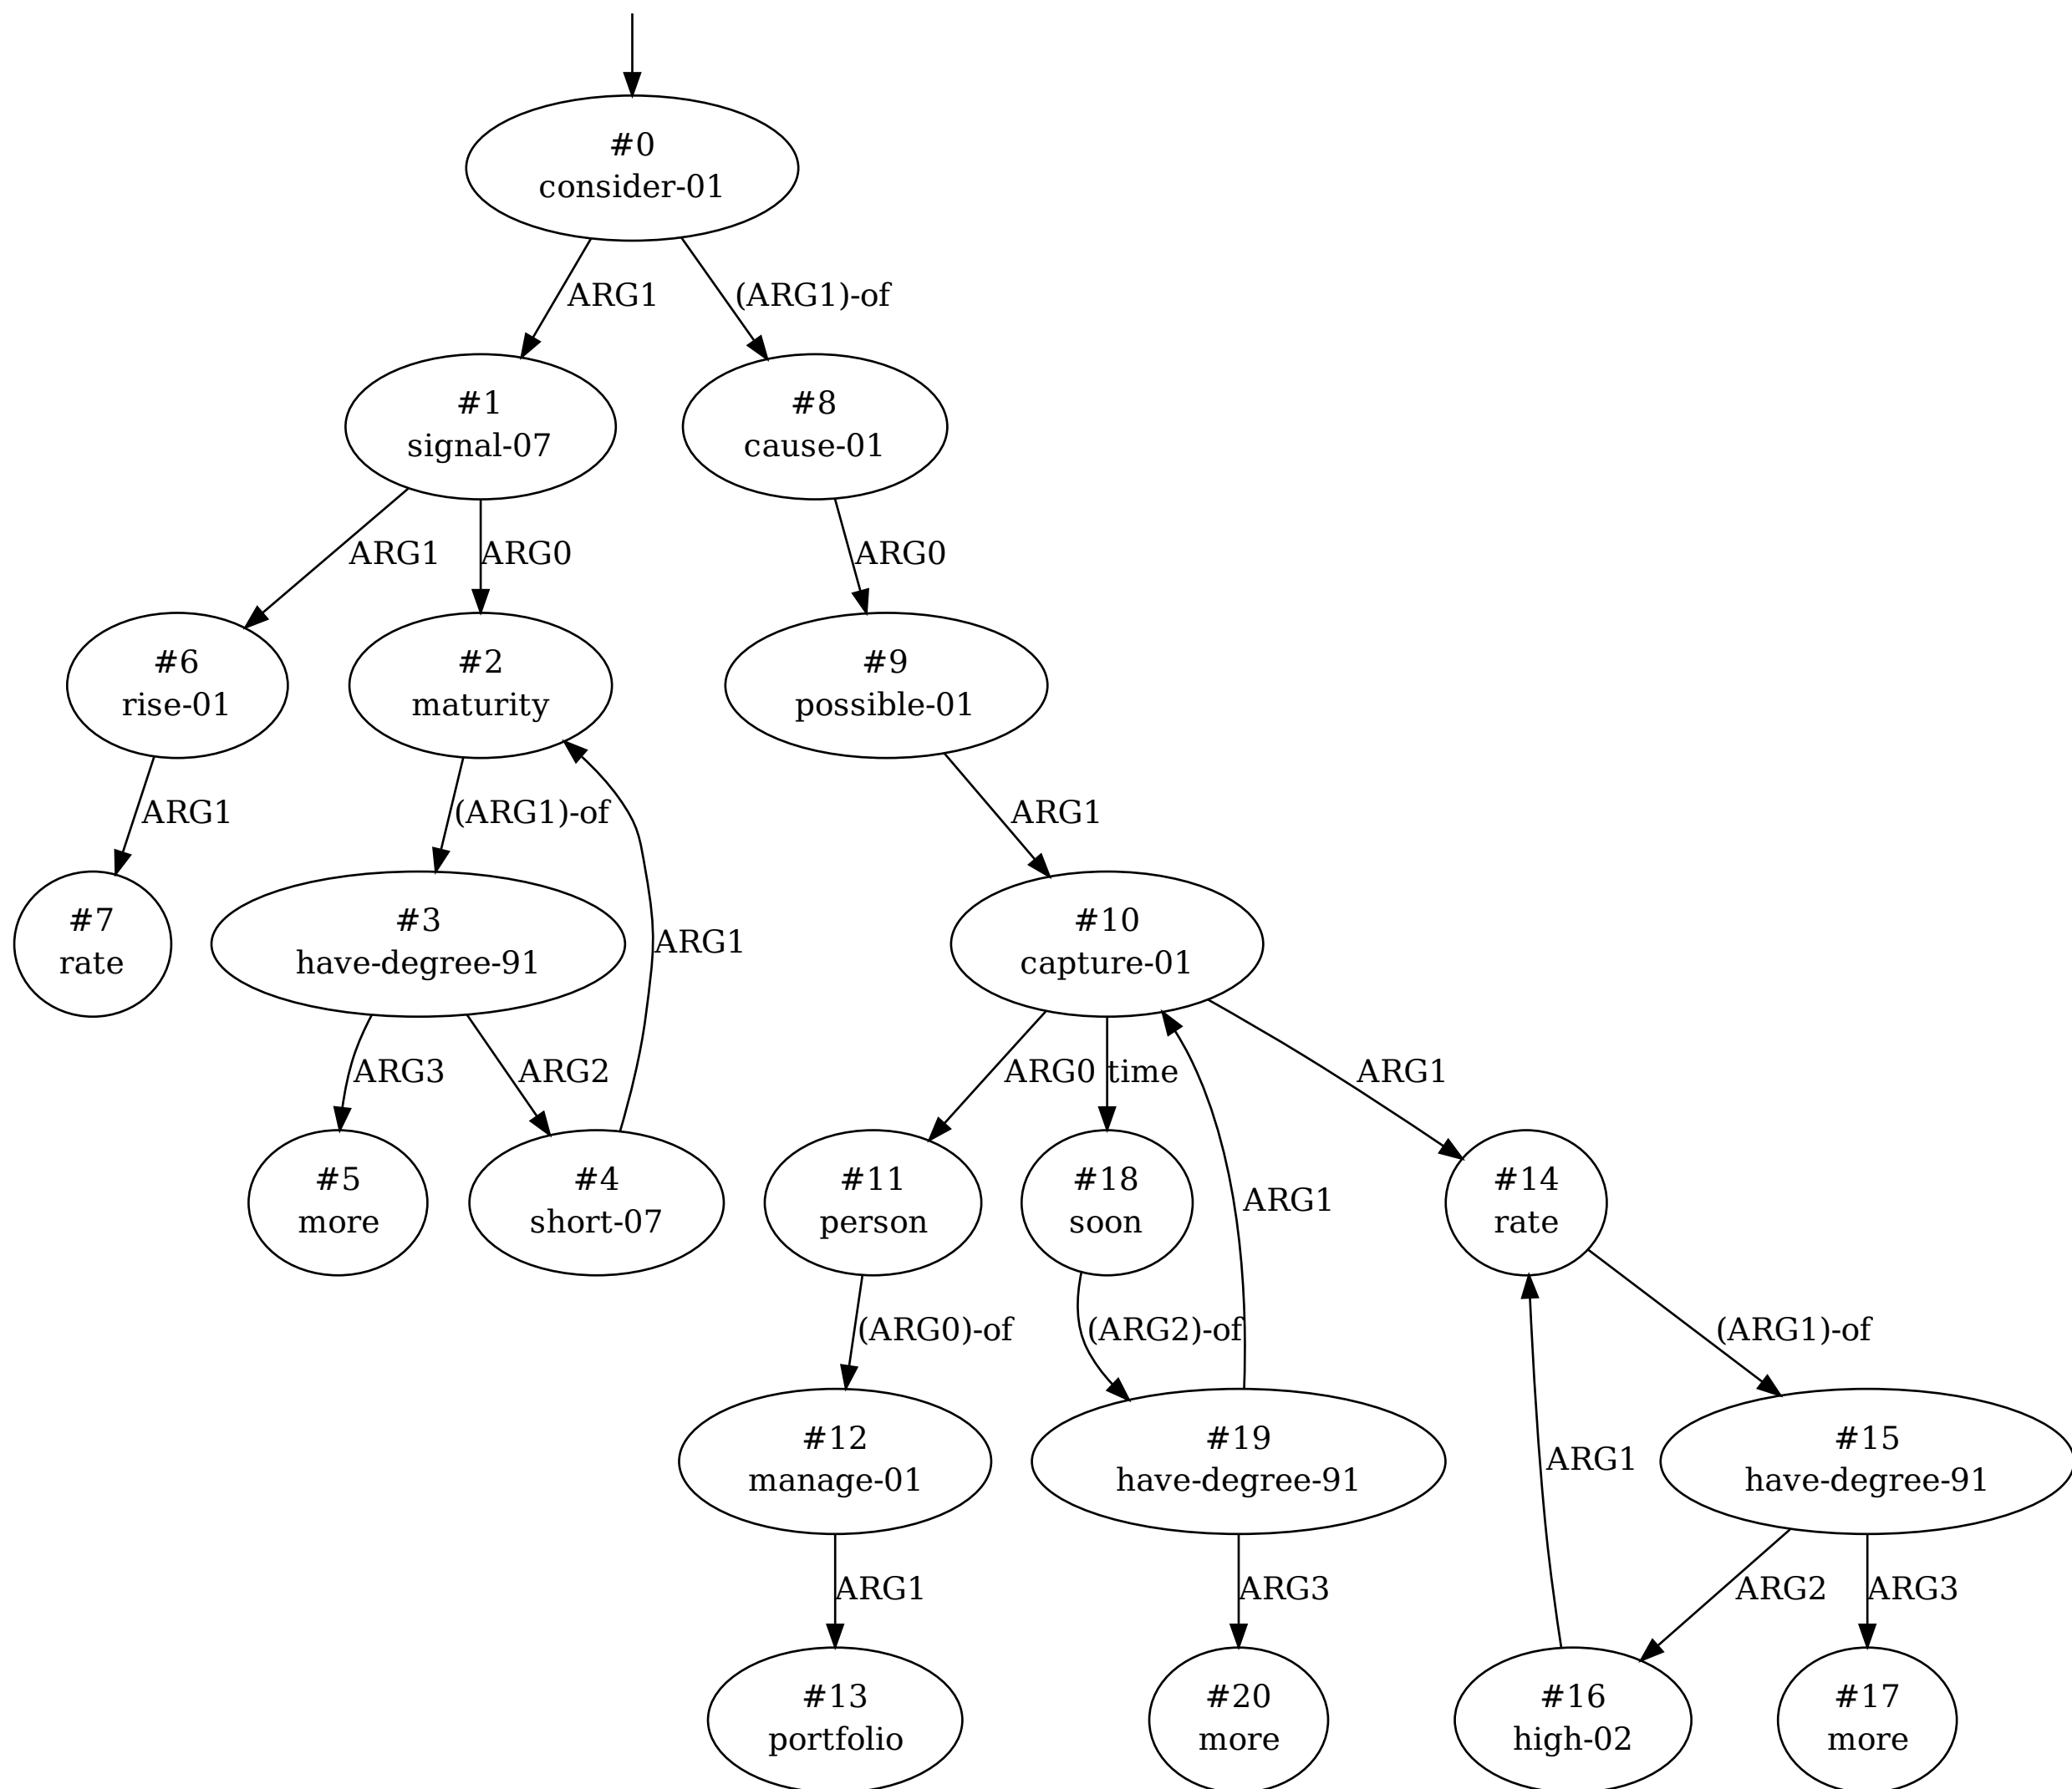 #0
consider-01
ARG1
(ARG1)-of
#1
signal-07
#8
cause-01
ARG1
ARG0
ARG0
#6
rise-01
#2
maturity
#9
possible-01
ARG1
(ARG1)-of
ARG1
ARG1
#7
rate
#3
have-degree-91
#10
capture-01
ARG3
ARG2
ARG0
time
ARG1
#5
more
#4
short-07
#11
person
#18
soon
ARG1
#14
rate
(ARG0)-of
(ARG2)-of
(ARG1)-of
#12
manage-01
#19
have-degree-91
ARG1
#15
have-degree-91
ARG1
ARG3
ARG2
ARG3
#13
portfolio
#20
more
#16
high-02
#17
more